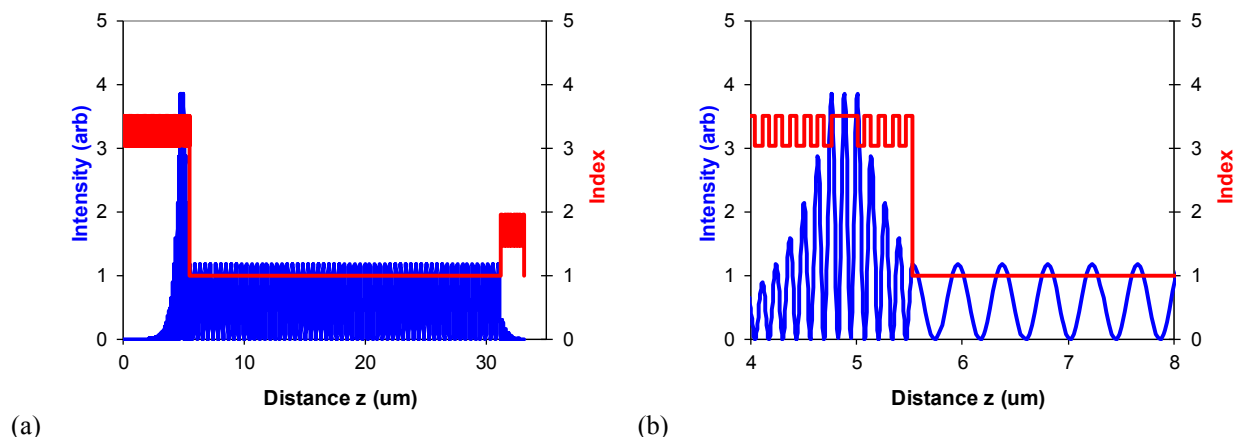 5 5
4 4
3 3
2 2
1 1
0 0
0 10 20 30
Intensity (arb)
Index
Distance z (um)
(a)
5 5
4 4
3 3
2 2
1 1
0 0
4 5 6 7 8
Intensity (arb)
Index
Distance z (um)
(b)